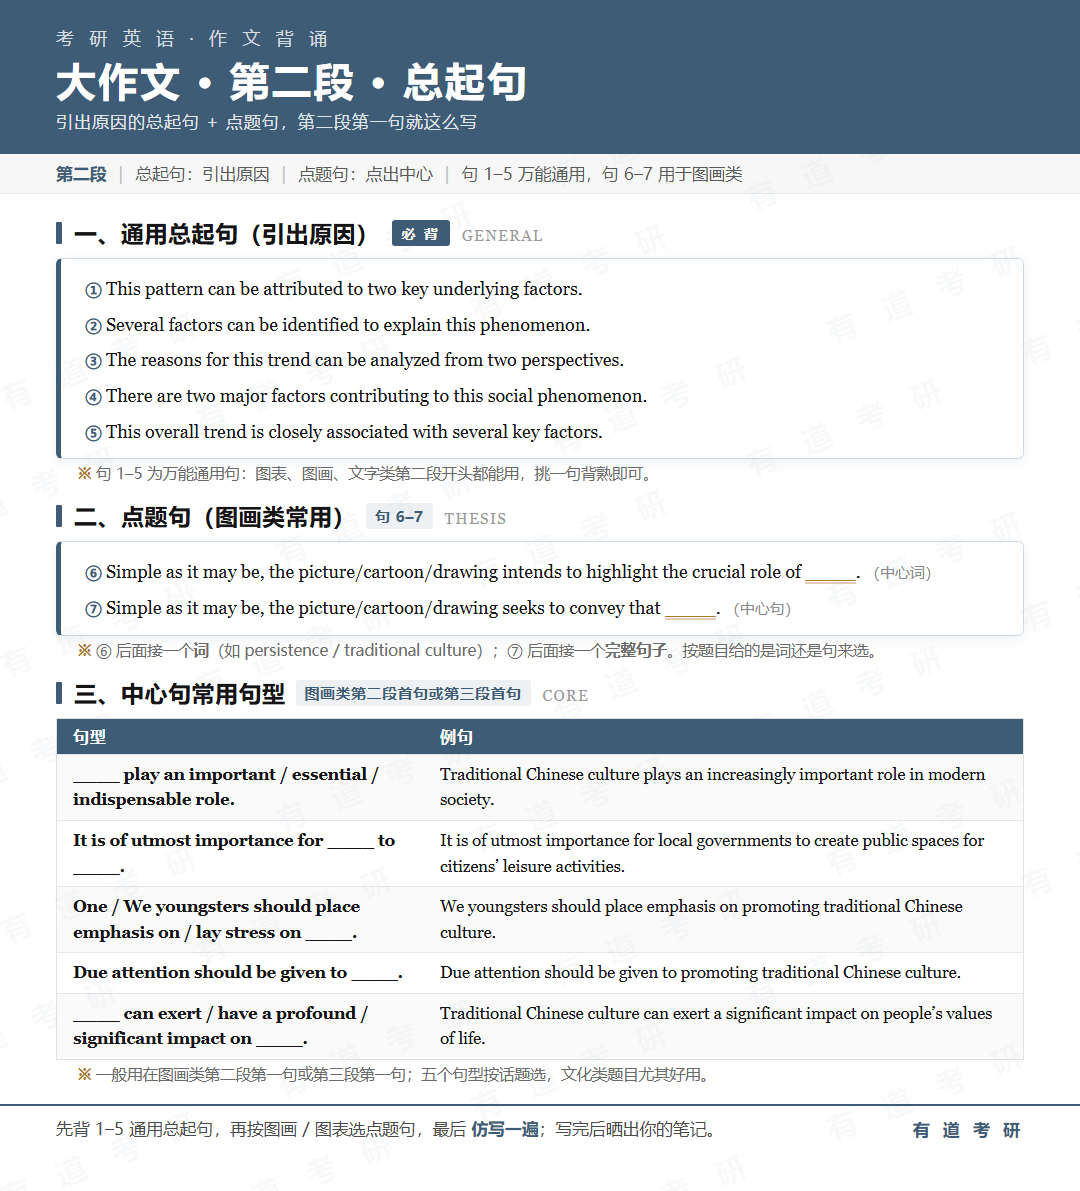 考研英语·作文背诵
大作文·第二段·总起句
引出原因的总起句 + 点题句，第二段第一句就这么写
第二段 | 总起句：引出原因 | 点题句：点出中心 | 句 1–5 万能通用，句 6–7 用于图画类
一、通用总起句（引出原因） 必背 GENERAL
① This pattern can be attributed to two key underlying factors.
② Several factors can be identified to explain this phenomenon.
③ The reasons for this trend can be analyzed from two perspectives.
④ There are two major factors contributing to this social phenomenon.
⑤ This overall trend is closely associated with several key factors.
※ 句 1–5 为万能通用句：图表、图画、文字类第二段开头都能用，挑一句背熟即可。
二、点题句（图画类常用） 句 6–7 THESIS
⑥ Simple as it may be, the picture/cartoon/drawing intends to highlight the crucial role of ______. （中心词）
⑦ Simple as it may be, the picture/cartoon/drawing seeks to convey that ______. （中心句）
※ ⑥ 后面接一个词（如 persistence / traditional culture）；⑦ 后面接一个完整句子。按题目给的是词还是句来选。
三、中心句常用句型 图画类第二段首句或第三段首句 CORE
句型 例句
____ play an important / essential / indispensable role. Traditional Chinese culture plays an increasingly important role in modern society.
It is of utmost importance for ____ to ____. It is of utmost importance for local governments to create public spaces for citizens’ leisure activities.
One / We youngsters should place emphasis on / lay stress on ____. We youngsters should place emphasis on promoting traditional Chinese culture.
Due attention should be given to ____. Due attention should be given to promoting traditional Chinese culture.
____ can exert / have a profound / significant impact on ____. Traditional Chinese culture can exert a significant impact on people’s values of life.
※ 一般用在图画类第二段第一句或第三段第一句；五个句型按话题选，文化类题目尤其好用。
先背 1–5 通用总起句，再按图画 / 图表选点题句，最后 仿写一遍；写完后晒出你的笔记。
有道考研